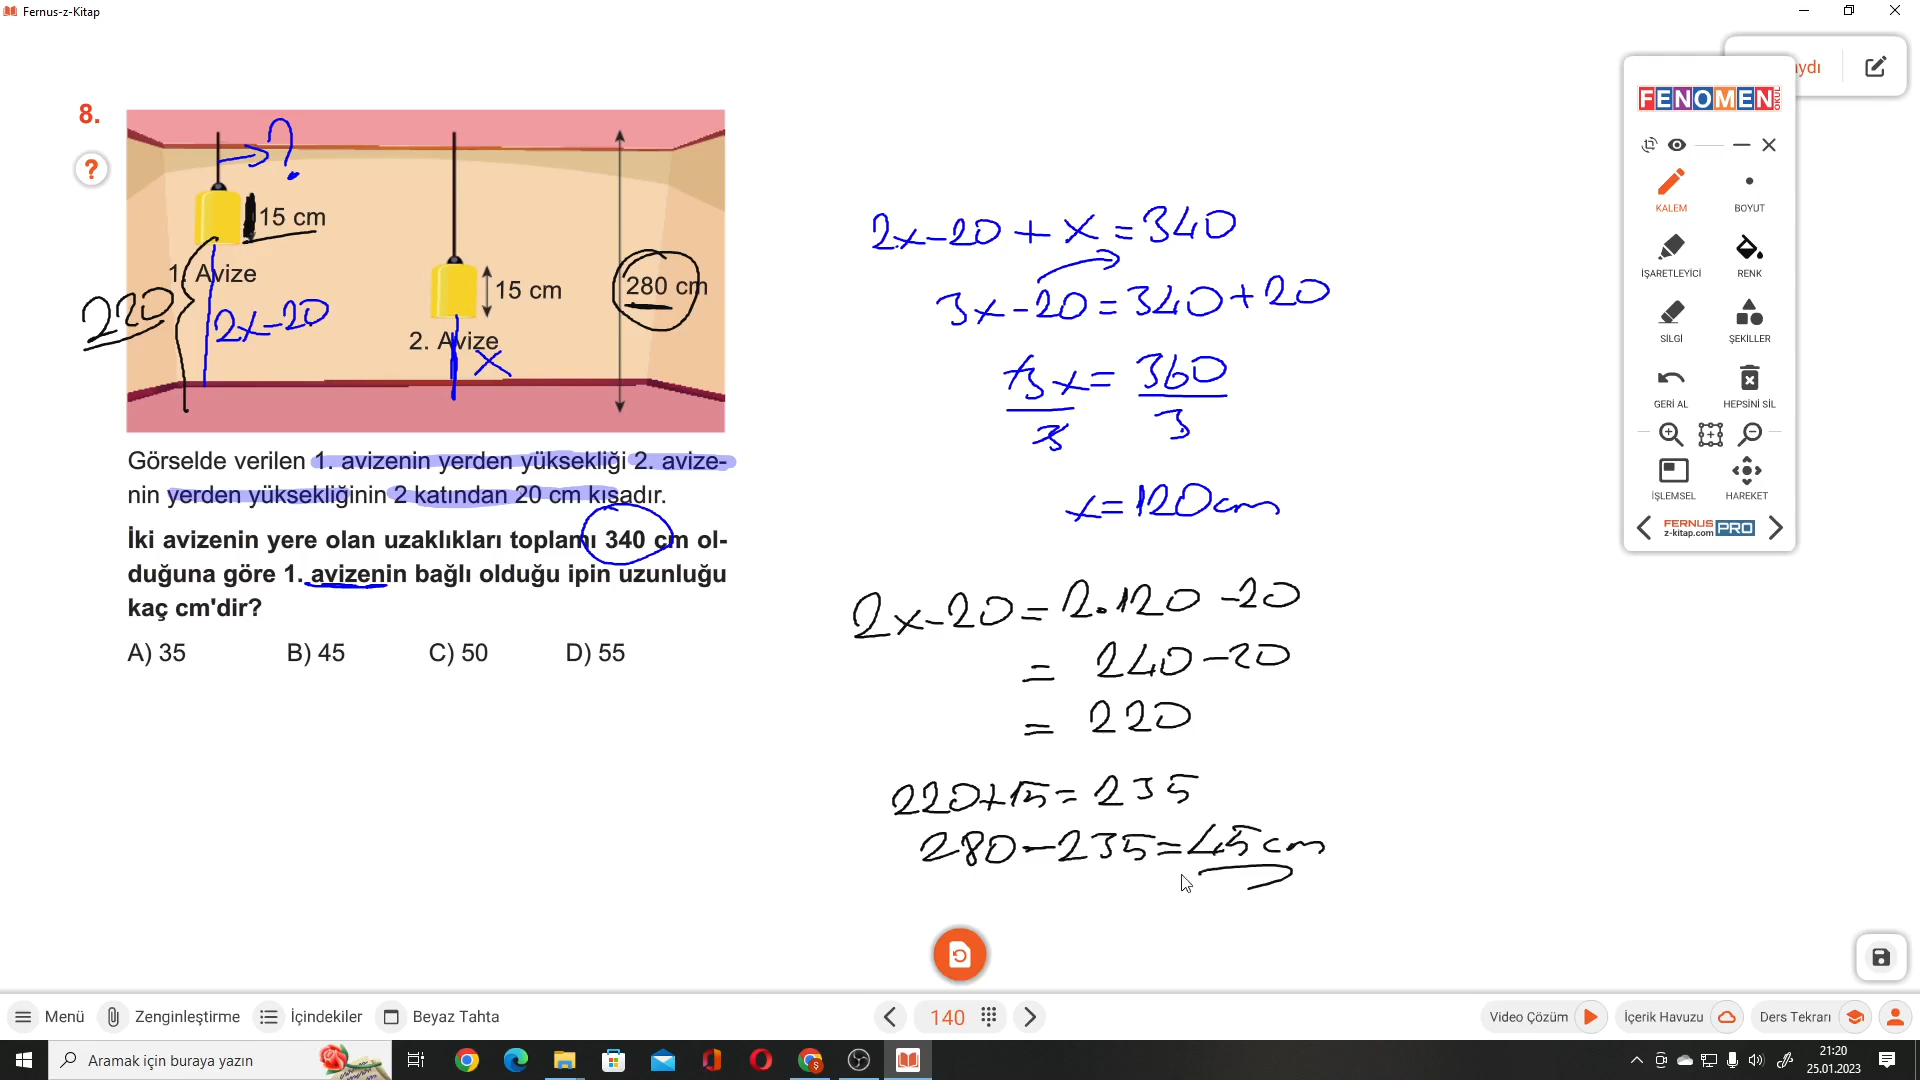 Fernus-z-Kitap
8.
?
?
15 cm
1. Avize
220
2x-20
15 cm
2. Avize
x
280 cm
Görselde verilen 1. avizenin yerden yüksekliği 2. avize-
nin yerden yüksekliğinin 2 katından 20 cm kısadır.
İki avizenin yere olan uzaklıkları toplamı 340 cm ol-
duğuna göre 1. avizenin bağlı olduğu ipin uzunluğu
kaç cm'dir?
A) 35 B) 45 C) 50 D) 55
2x-20 + x = 340
3x-20 = 340+20
3x = 360
3 3
x = 120 cm
2x-20 = 2.120 -20
= 240-20
= 220
220+15 = 235
280-235 = 45 cm
ydı
FENOMEN OKUL
KALEM BOYUT
İŞARETLEYİCİ RENK
SİLGİ ŞEKİLLER
GERİ AL HEPSİNİ SİL
İŞLEMSEL HAREKET
FERNUS PRO
z-kitap.com
Menü Zenginleştirme İçindekiler Beyaz Tahta 140 Video Çözüm İçerik Havuzu Ders Tekrarı
Aramak için buraya yazın
21:20
25.01.2023